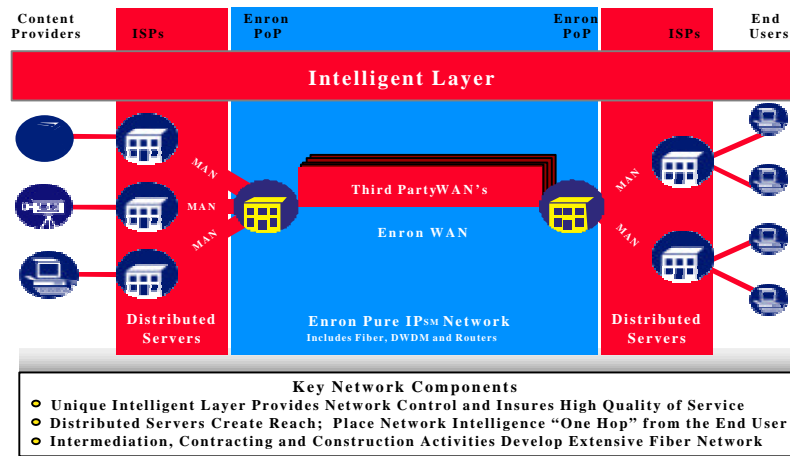 Content
Providers
ISPs
Enron
PoP
Enron
PoP
ISPs
End
Users
Intelligent Layer
MAN
MAN
MAN
Third PartyWAN's
Enron WAN
MAN
MAN
Distributed
Servers
Enron Pure IPSM Network
Includes Fiber, DWDM and Routers
Distributed
Servers
Key Network Components
Unique Intelligent Layer Provides Network Control and Insures High Quality of Service
Distributed Servers Create Reach; Place Network Intelligence “One Hop” from the End User
Intermediation, Contracting and Construction Activities Develop Extensive Fiber Network